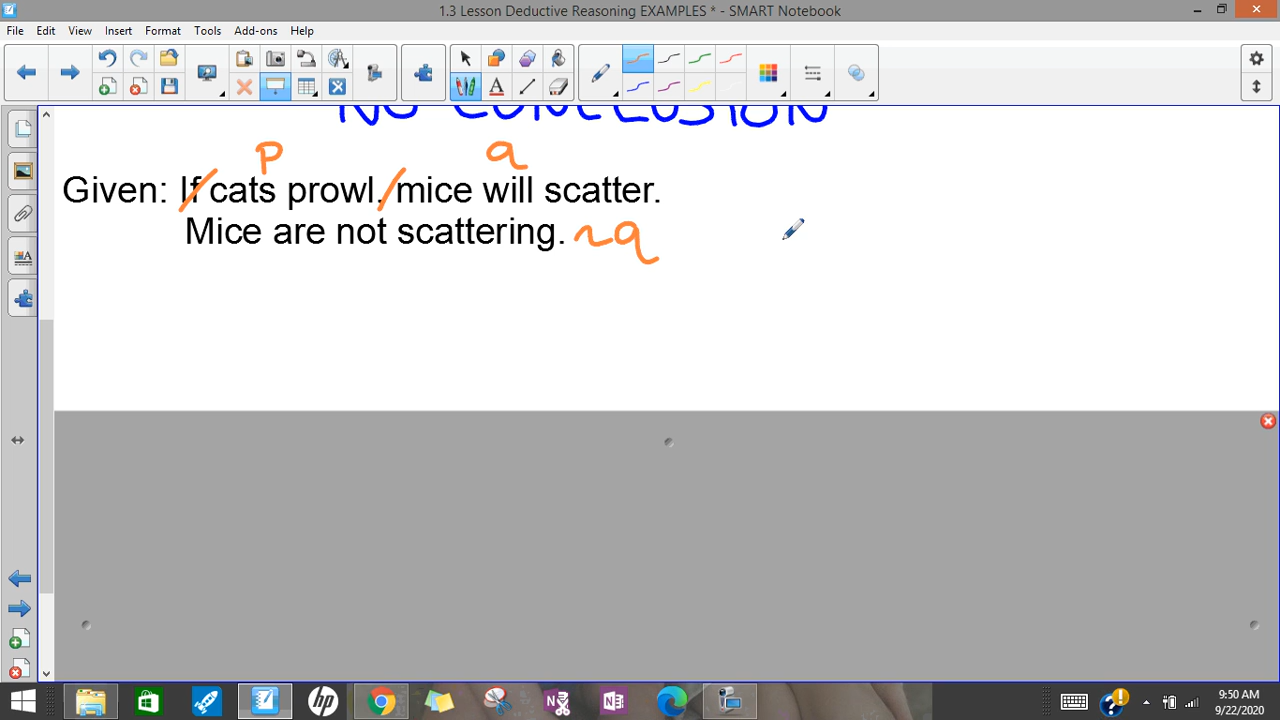 1.3 Lesson Deductive Reasoning EXAMPLES * - SMART Notebook
File Edit View Insert Format Tools Add-ons Help
NO CONCLUSION
p q
Given: If cats prowl, mice will scatter.
Mice are not scattering. ~q
9:50 AM
9/22/2020